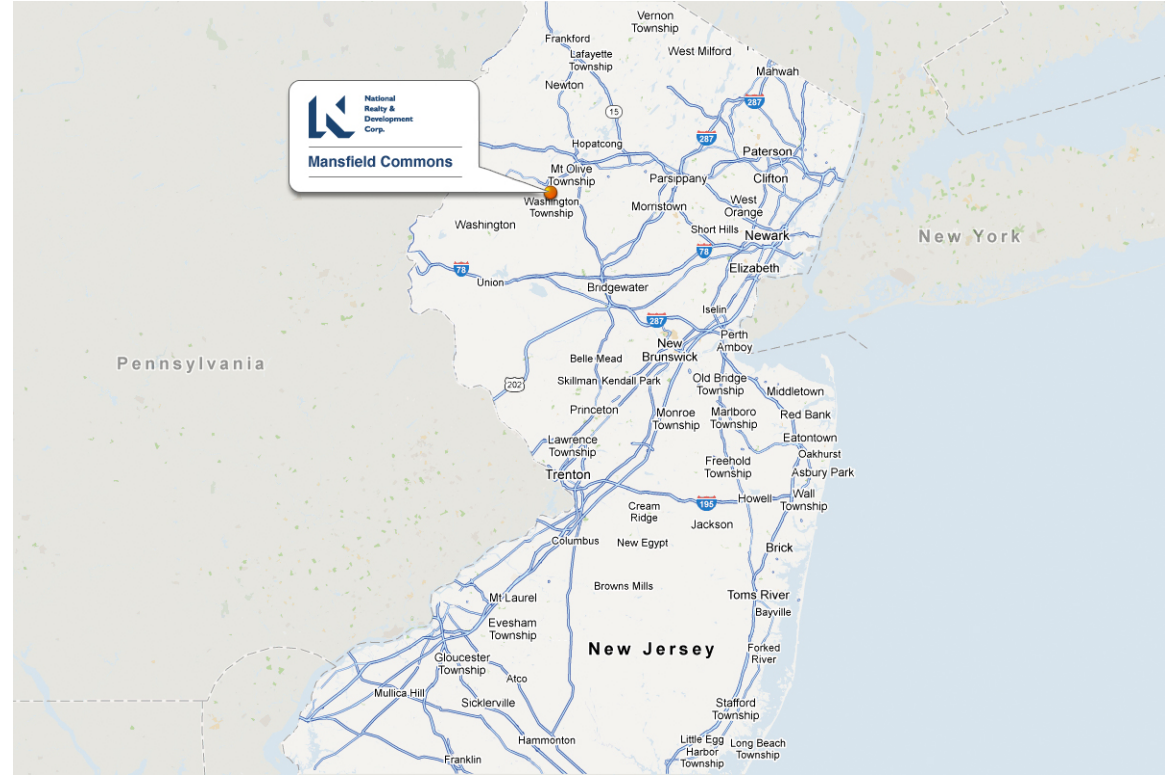 Vernon
Township
Frankford
Lafayette
Township
West Milford
Mahwah
Newton
287
15
287
National
Realty &
Development
Corp.
Mansfield Commons
Hopatcong
Paterson
Mt Olive
Township
Parsippany
Clifton
Washington
Township
Morristown
West
Orange
Washington
Short Hills
Newark
New York
78
78
Elizabeth
Union
Bridgewater
Iselin
287
Perth
Amboy
New
Brunswick
Pennsylvania
Belle Mead
202
Skillman
Kendall Park
Old Bridge
Township
Middletown
Princeton
Monroe
Township
Marlboro
Township
Red Bank
Eatontown
Lawrence
Township
Oakhurst
Freehold
Township
Asbury Park
Trenton
195
Howell
Wall
Township
Cream
Ridge
Jackson
Columbus
New Egypt
Brick
Browns Mills
Toms River
Mt Laurel
Bayville
Evesham
Township
New Jersey
Forked
River
Gloucester
Township
Atco
Mullica Hill
Sicklerville
Stafford
Township
Hammonton
Little Egg
Harbor
Township
Long Beach
Township
Franklin